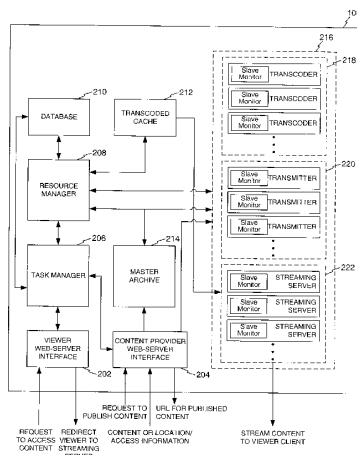 10
216
218
210
212
DATABASE
TRANSCODED
CACHE
Slave
Monitor
TRANSCODER
Slave
Monitor
TRANSCODER
Slave
Monitor
TRANSCODER
208
RESOURCE
MANAGER
220
Slave
Monitor
TRANSMITTER
Slave
Monitor
TRANSMITTER
Slave
Monitor
TRANSMITTER
206
214
TASK MANAGER
MASTER
ARCHIVE
222
Slave
Monitor
STREAMING
SERVER
Slave
Monitor
STREAMING
SERVER
Slave
Monitor
STREAMING
SERVER
VIEWER
WEB-SERVER
INTERFACE
CONTENT PROVIDER
WEB-SERVER
INTERFACE
202
204
REQUEST
TO ACCESS
CONTENT
REDIRECT
VIEWER TO
STREAMING
REQUEST TO
PUBLISH CONTENT
URL FOR PUBLISHED
CONTENT
CONTENT OR LOCATION/
ACCESS INFORMATION
STREAM CONTENT
TO VIEWER CLIENT